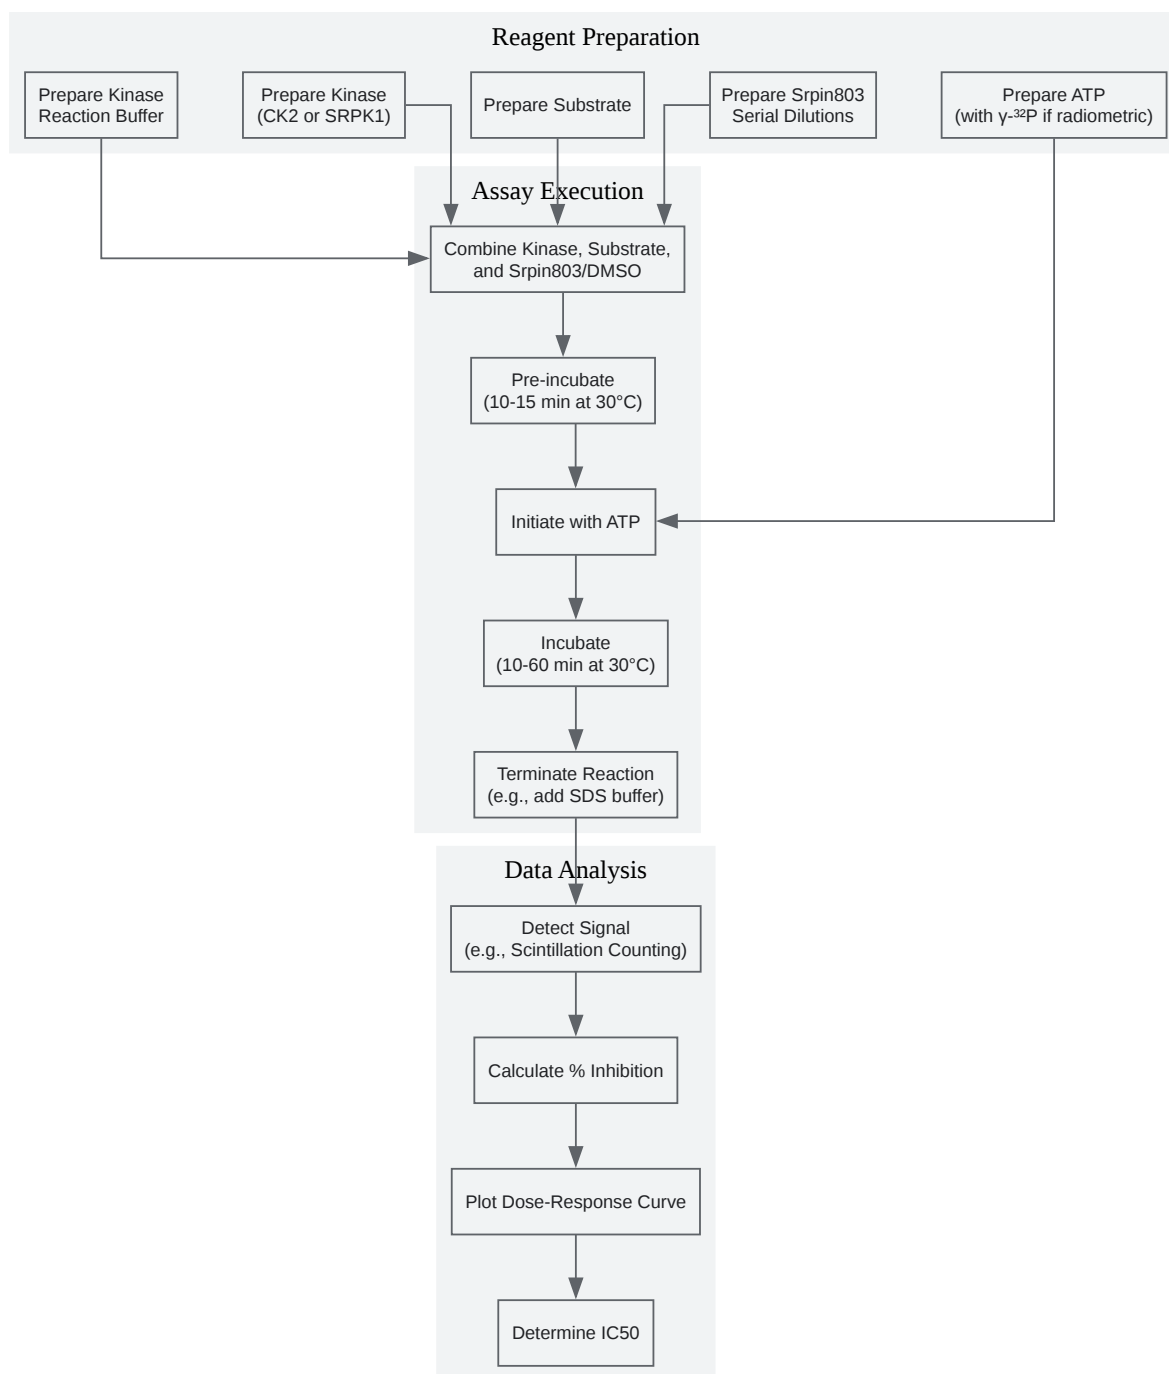 Reagent Preparation
Prepare Kinase
Reaction Buffer
Prepare Kinase
(CK2 or SRPK1)
Prepare Substrate
Prepare Srpin803
Serial Dilutions
Prepare ATP
(with γ-³²P if radiometric)
Assay Execution
Combine Kinase, Substrate,
and Srpin803/DMSO
Pre-incubate
(10-15 min at 30°C)
Initiate with ATP
Incubate
(10-60 min at 30°C)
Terminate Reaction
(e.g., add SDS buffer)
Data Analysis
Detect Signal
(e.g., Scintillation Counting)
Calculate % Inhibition
Plot Dose-Response Curve
Determine IC50